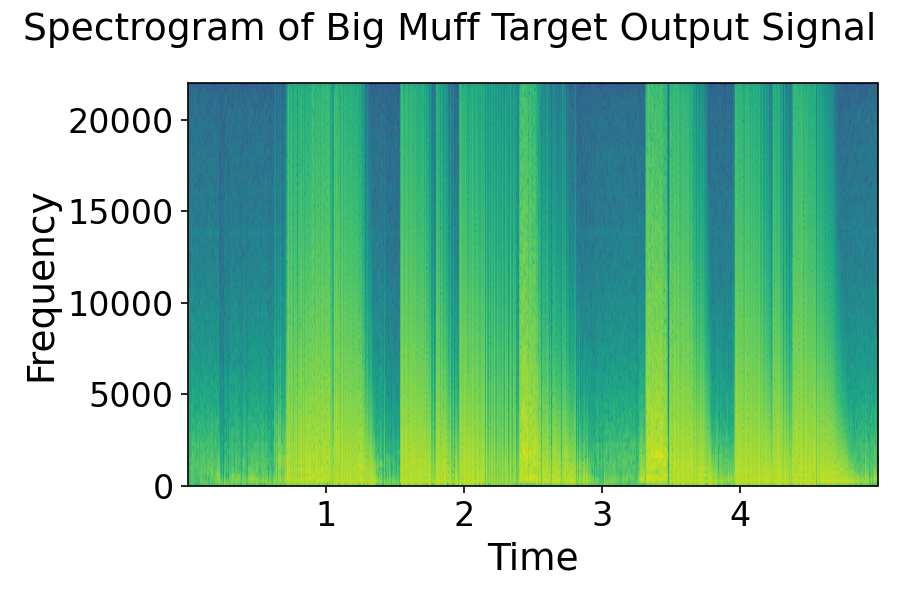 Spectrogram of Big Muff Target Output Signal
20000
15000
10000
5000
0
Frequency
1 2 3 4
Time